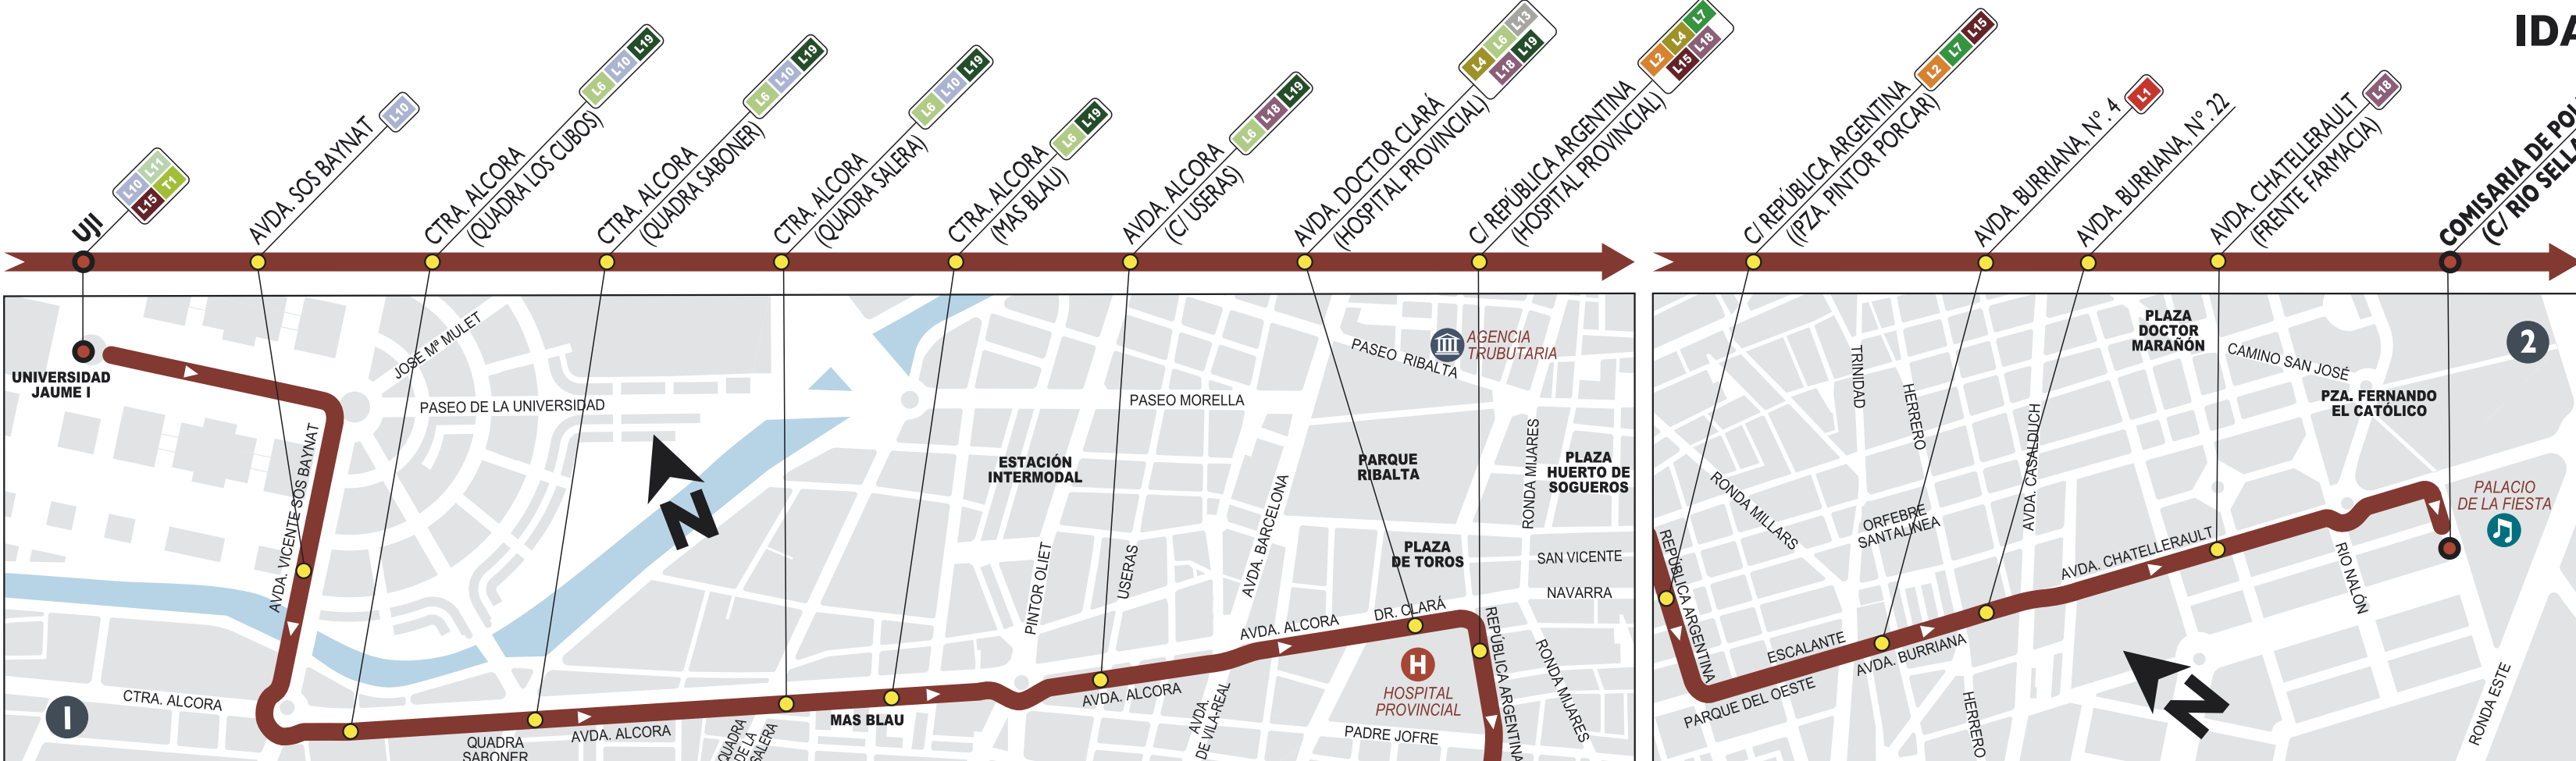 IDA
UJI
L10 L11
L15 T1
AVDA. SOS BAYNAT
L10
CTRA. ALCORA
(QUADRA LOS CUBOS)
L6 L10 L19
CTRA. ALCORA
(QUADRA SABONER)
L6 L10 L19
CTRA. ALCORA
(QUADRA SALERA)
L6 L10 L19
CTRA. ALCORA
(MAS BLAU)
L6 L19
AVDA. ALCORA
(C/ USERAS)
L6 L18 L19
AVDA. DOCTOR CLARÁ
(HOSPITAL PROVINCIAL)
L4 L6 L13
L18 L19
C/ REPÚBLICA ARGENTINA
(HOSPITAL PROVINCIAL)
L2 L4 L7
L15 L18
C/ REPÚBLICA ARGENTINA
((PZA. PINTOR PORCAR)
L2 L7 L15
AVDA. BURRIANA, Nº. 4
L1
AVDA. BURRIANA, Nº. 22
AVDA. CHATELLERAULT
(FRENTE FARMACIA)
L18
COMISARIA DE POL
(C/ RIO SELLA
UNIVERSIDAD
JAUME I
JOSE Mª MULET
PASEO DE LA UNIVERSIDAD
AVDA. VICENTE SOS BAYNAT
N
CTRA. ALCORA
1
QUADRA
SABONER
AVDA. ALCORA
QUADRA
DE LA
SALERA
MAS BLAU
ESTACIÓN
INTERMODAL
PASEO MORELLA
PINTOR OLIET
USERAS
AVDA. BARCELONA
AVDA. ALCORA
AVDA.
DE VILA-REAL
AVDA. ALCORA
DR. CLARÁ
PASEO RIBALTA
AGENCIA
TRUBUTARIA
PARQUE
RIBALTA
PLAZA
DE TOROS
RONDA MIJARES
PLAZA
HUERTO DE
SOGUEROS
SAN VICENTE
NAVARRA
H
HOSPITAL
PROVINCIAL
PADRE JOFRE
REPÚBLICA ARGENTINA
RONDA MIJARES
REPÚBLICA ARGENTINA
RONDA MILLARS
TRINIDAD
HERRERO
ORFEBRE
SANTALINEA
AVDA. CASALDUCH
PLAZA
DOCTOR
MARAÑÓN
CAMINO SAN JOSÉ
PZA. FERNANDO
EL CATÓLICO
2
PALACIO
DE LA FIESTA
AVDA. CHATELLERAULT
RIO NALÓN
ESCALANTE
AVDA. BURRIANA
PARQUE DEL OESTE
HERRERO
N
RONDA ESTE